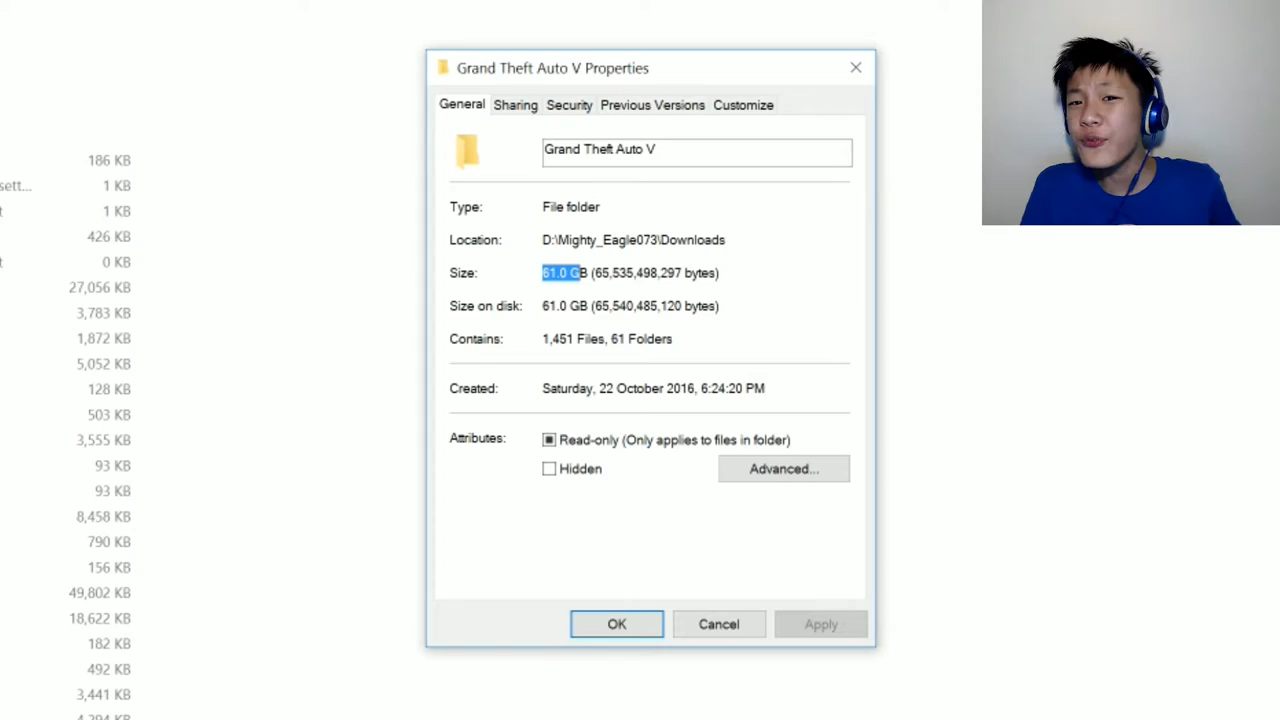 Grand Theft Auto V Properties
General Sharing Security Previous Versions Customize
Grand Theft Auto V
Type: File folder
Location: D:\Mighty_Eagle073\Downloads
Size: 61.0 GB (65,535,498,297 bytes)
Size on disk: 61.0 GB (65,540,485,120 bytes)
Contains: 1,451 Files, 61 Folders
Created: Saturday, 22 October 2016, 6:24:20 PM
Attributes: Read-only (Only applies to files in folder)
Hidden Advanced...
OK Cancel Apply
186 KB
sett... 1 KB
t 1 KB
426 KB
t 0 KB
27,056 KB
3,783 KB
1,872 KB
5,052 KB
128 KB
503 KB
3,555 KB
93 KB
93 KB
8,458 KB
790 KB
156 KB
49,802 KB
18,622 KB
182 KB
492 KB
3,441 KB